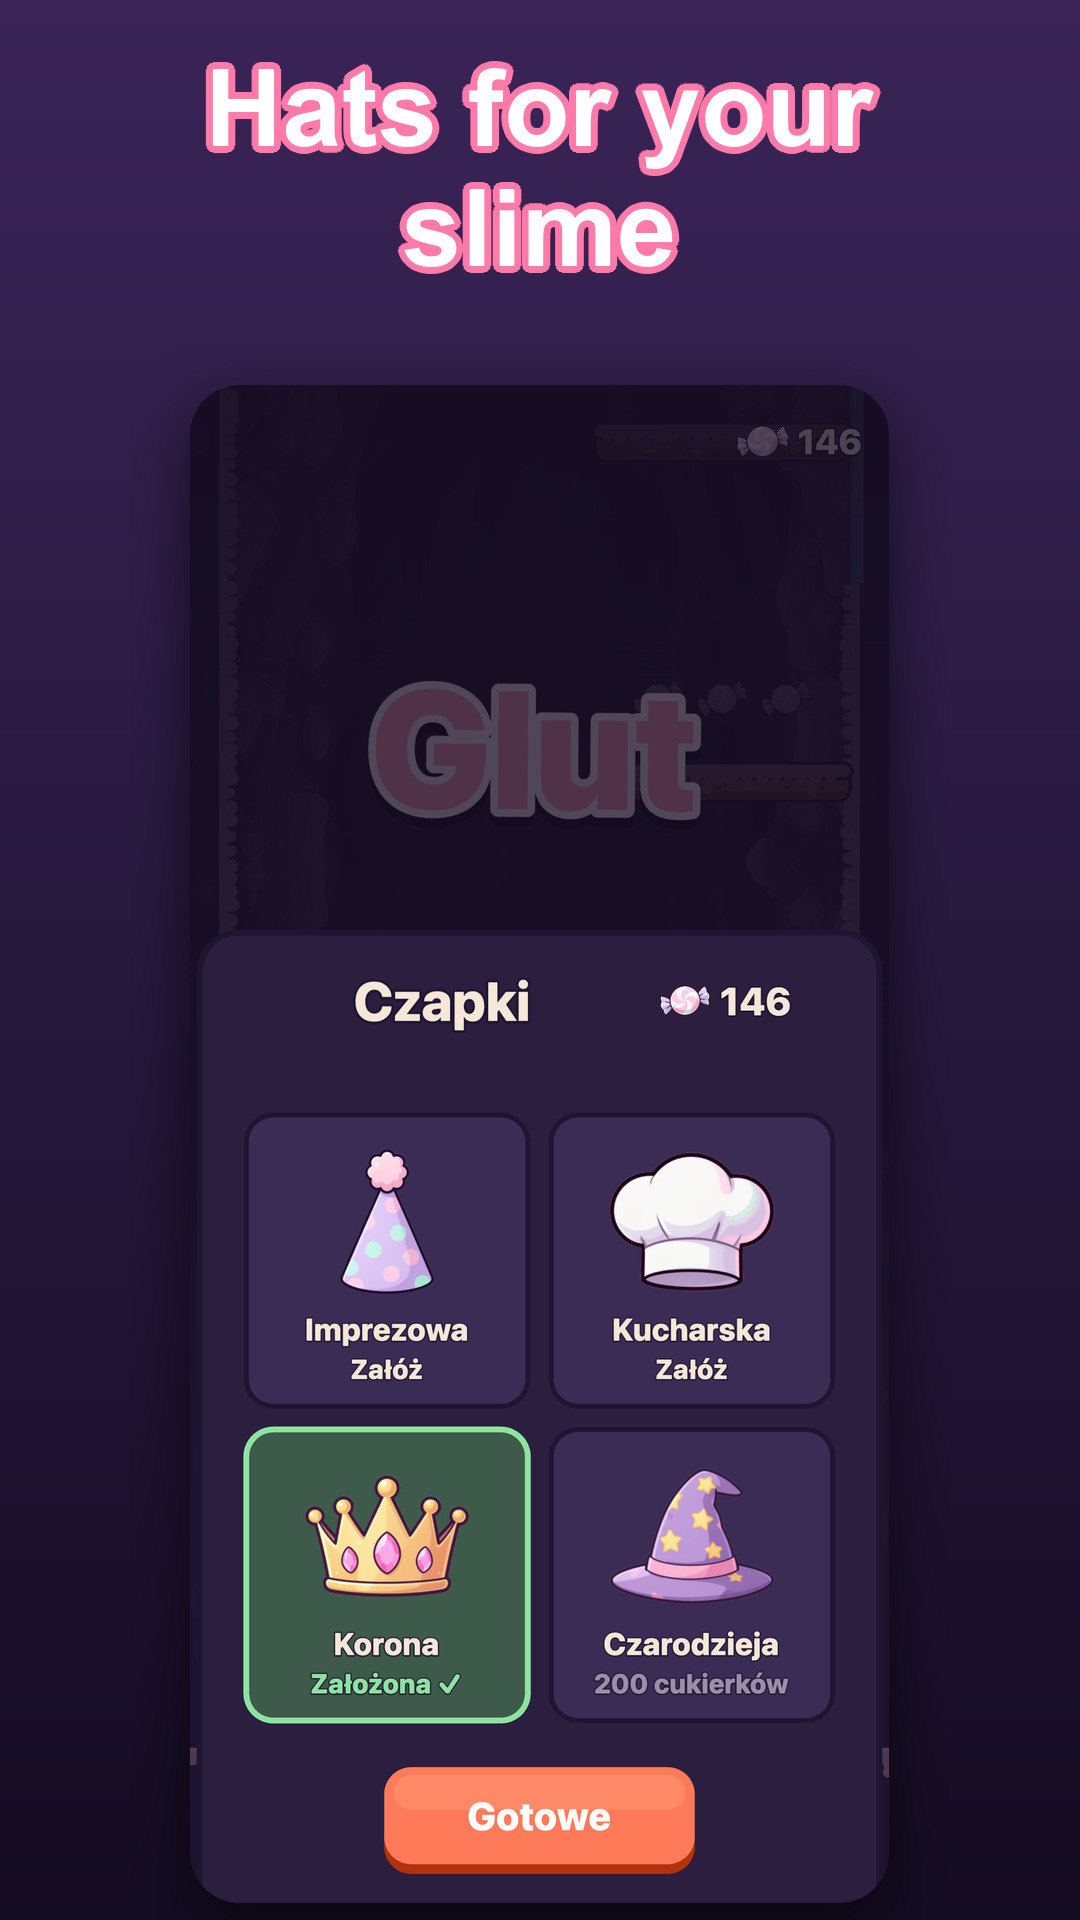 Hats for your
slime
146
Glut
Czapki
146
Imprezowa
Załóż
Kucharska
Załóż
Korona
Założona ✓
Czarodzieja
200 cukierków
Gotowe